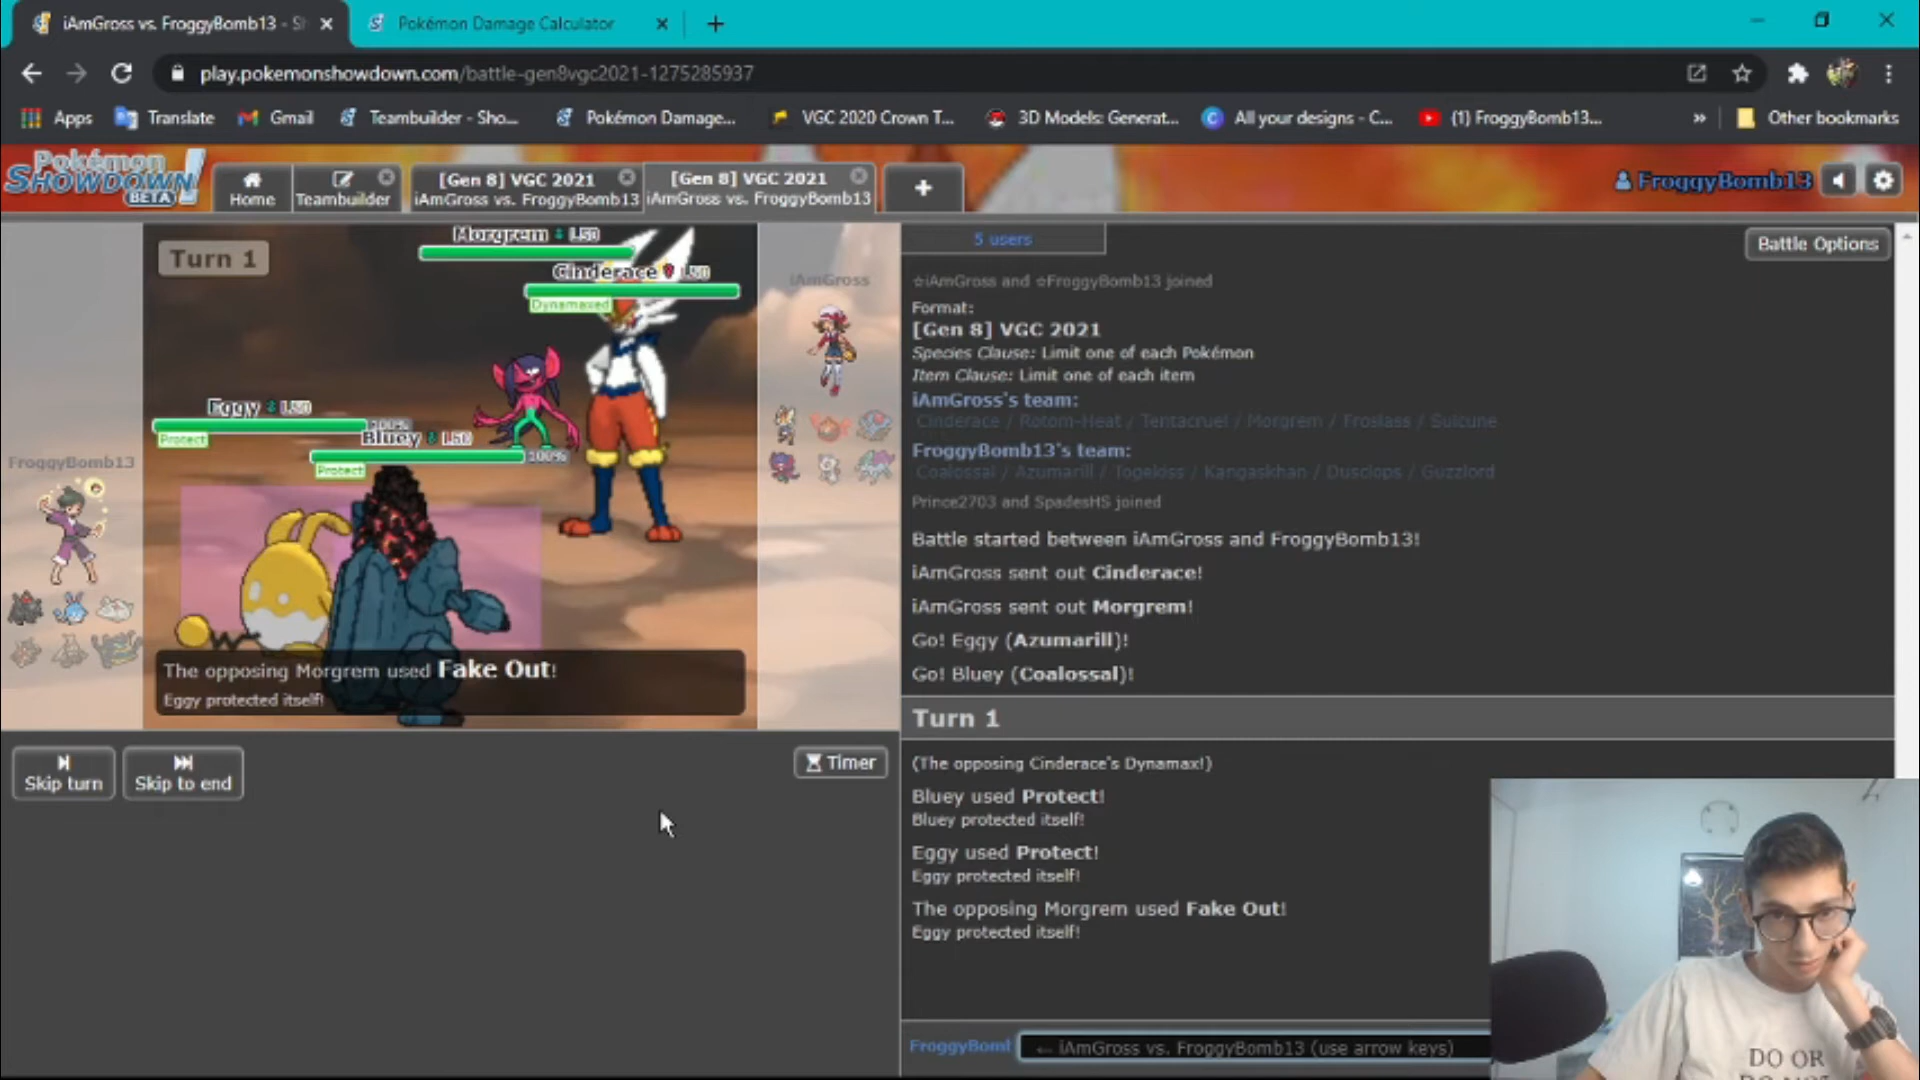 iAmGross vs. FroggyBomb13 - S
Pokémon Damage Calculator
play.pokemonshowdown.com/battle-gen8vgc2021-1275285937
Apps
Translate
Gmail
Teambuilder - Sho...
Pokémon Damage...
VGC 2020 Crown T...
3D Models: Generat...
All your designs - C...
(1) FroggyBomb13...
»
Other bookmarks
Pokémon
SHOWDOWN!
BETA
Home
Teambuilder
[Gen 8] VGC 2021
iAmGross vs. FroggyBomb13
[Gen 8] VGC 2021
iAmGross vs. FroggyBomb13
FroggyBomb13
Turn 1
Morgrem L50
Cinderace L50
Dynamaxed
Eggy L50
100%
Protect
Bluey L50
100%
Protect
iAmGross
FroggyBomb13
The opposing Morgrem used Fake Out!
Eggy protected itself!
Skip turn
Skip to end
Timer
5 users
Battle Options
☆iAmGross and ☆FroggyBomb13 joined
Format:
[Gen 8] VGC 2021
Species Clause: Limit one of each Pokémon
Item Clause: Limit one of each item
iAmGross's team:
Cinderace / Rotom-Heat / Tentacruel / Morgrem / Froslass / Suicune
FroggyBomb13's team:
Coalossal / Azumarill / Togekiss / Kangaskhan / Dusclops / Guzzlord
Prince2703 and SpadesHS joined
Battle started between iAmGross and FroggyBomb13!
iAmGross sent out Cinderace!
iAmGross sent out Morgrem!
Go! Eggy (Azumarill)!
Go! Bluey (Coalossal)!
Turn 1
(The opposing Cinderace's Dynamax!)
Bluey used Protect!
Bluey protected itself!
Eggy used Protect!
Eggy protected itself!
The opposing Morgrem used Fake Out!
Eggy protected itself!
FroggyBom
← iAmGross vs. FroggyBomb13 (use arrow keys)
DO OR